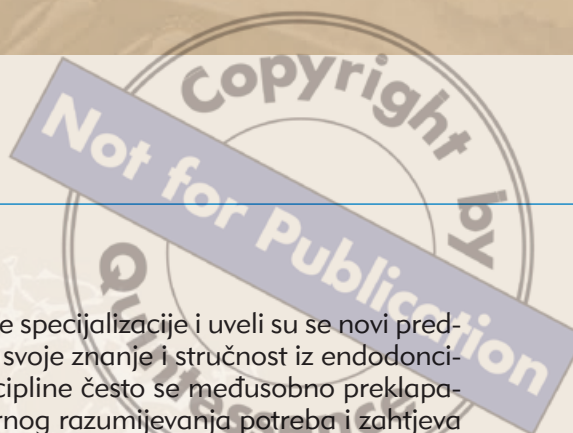 Copyright by
Not for Publication
Quintessence
e specijalizacije i uveli su se novi pred-
svoje znanje i stručnost iz endodonci-
cipline često se međusobno preklapa-
rnog razumijevanja potreba i zahtjeva